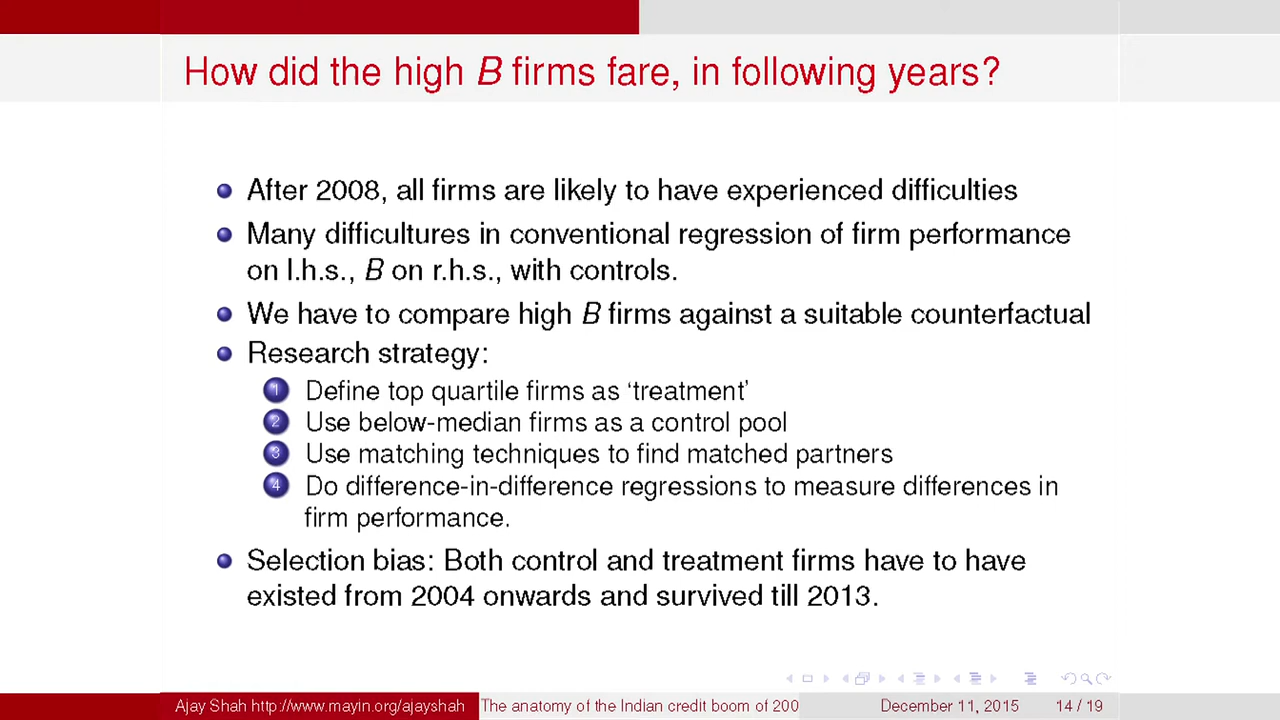 How did the high B firms fare, in following years?
After 2008, all firms are likely to have experienced difficulties
Many difficultures in conventional regression of firm performance
on l.h.s., B on r.h.s., with controls.
We have to compare high B firms against a suitable counterfactual
Research strategy:
1 Define top quartile firms as ‘treatment’
2 Use below-median firms as a control pool
3 Use matching techniques to find matched partners
4 Do difference-in-difference regressions to measure differences in
firm performance.
Selection bias: Both control and treatment firms have to have
existed from 2004 onwards and survived till 2013.
Ajay Shah http://www.mayin.org/ajayshah The anatomy of the Indian credit boom of 200 December 11, 2015 14 / 19